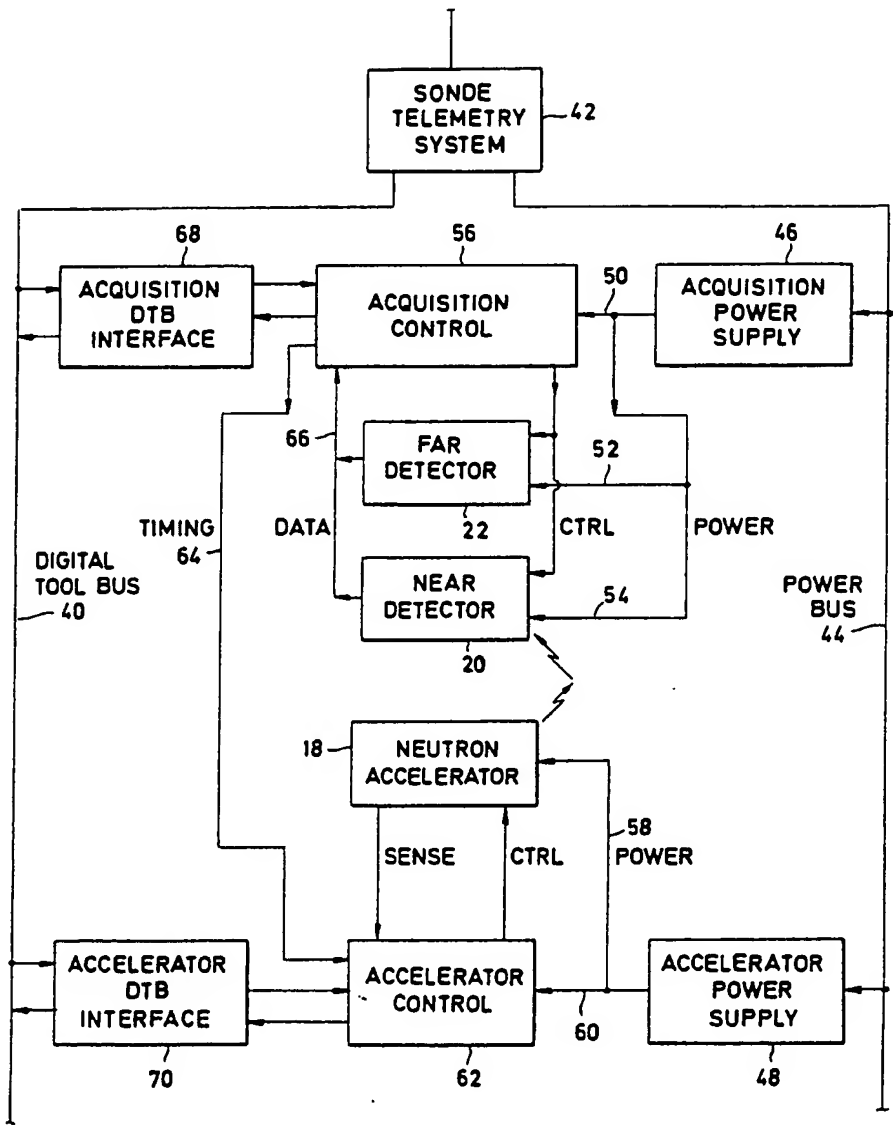 SONDE
TELEMETRY
SYSTEM
42
68
56
46
ACQUISITION
DTB
INTERFACE
ACQUISITION
CONTROL
50
ACQUISITION
POWER
SUPPLY
66
FAR
DETECTOR
22
52
TIMING
64
DATA
CTRL
POWER
DIGITAL
TOOL BUS
40
NEAR
DETECTOR
20
54
POWER
BUS
44
18
NEUTRON
ACCELERATOR
SENSE
CTRL
58
POWER
ACCELERATOR
DTB
INTERFACE
70
ACCELERATOR
CONTROL
62
60
ACCELERATOR
POWER
SUPPLY
48